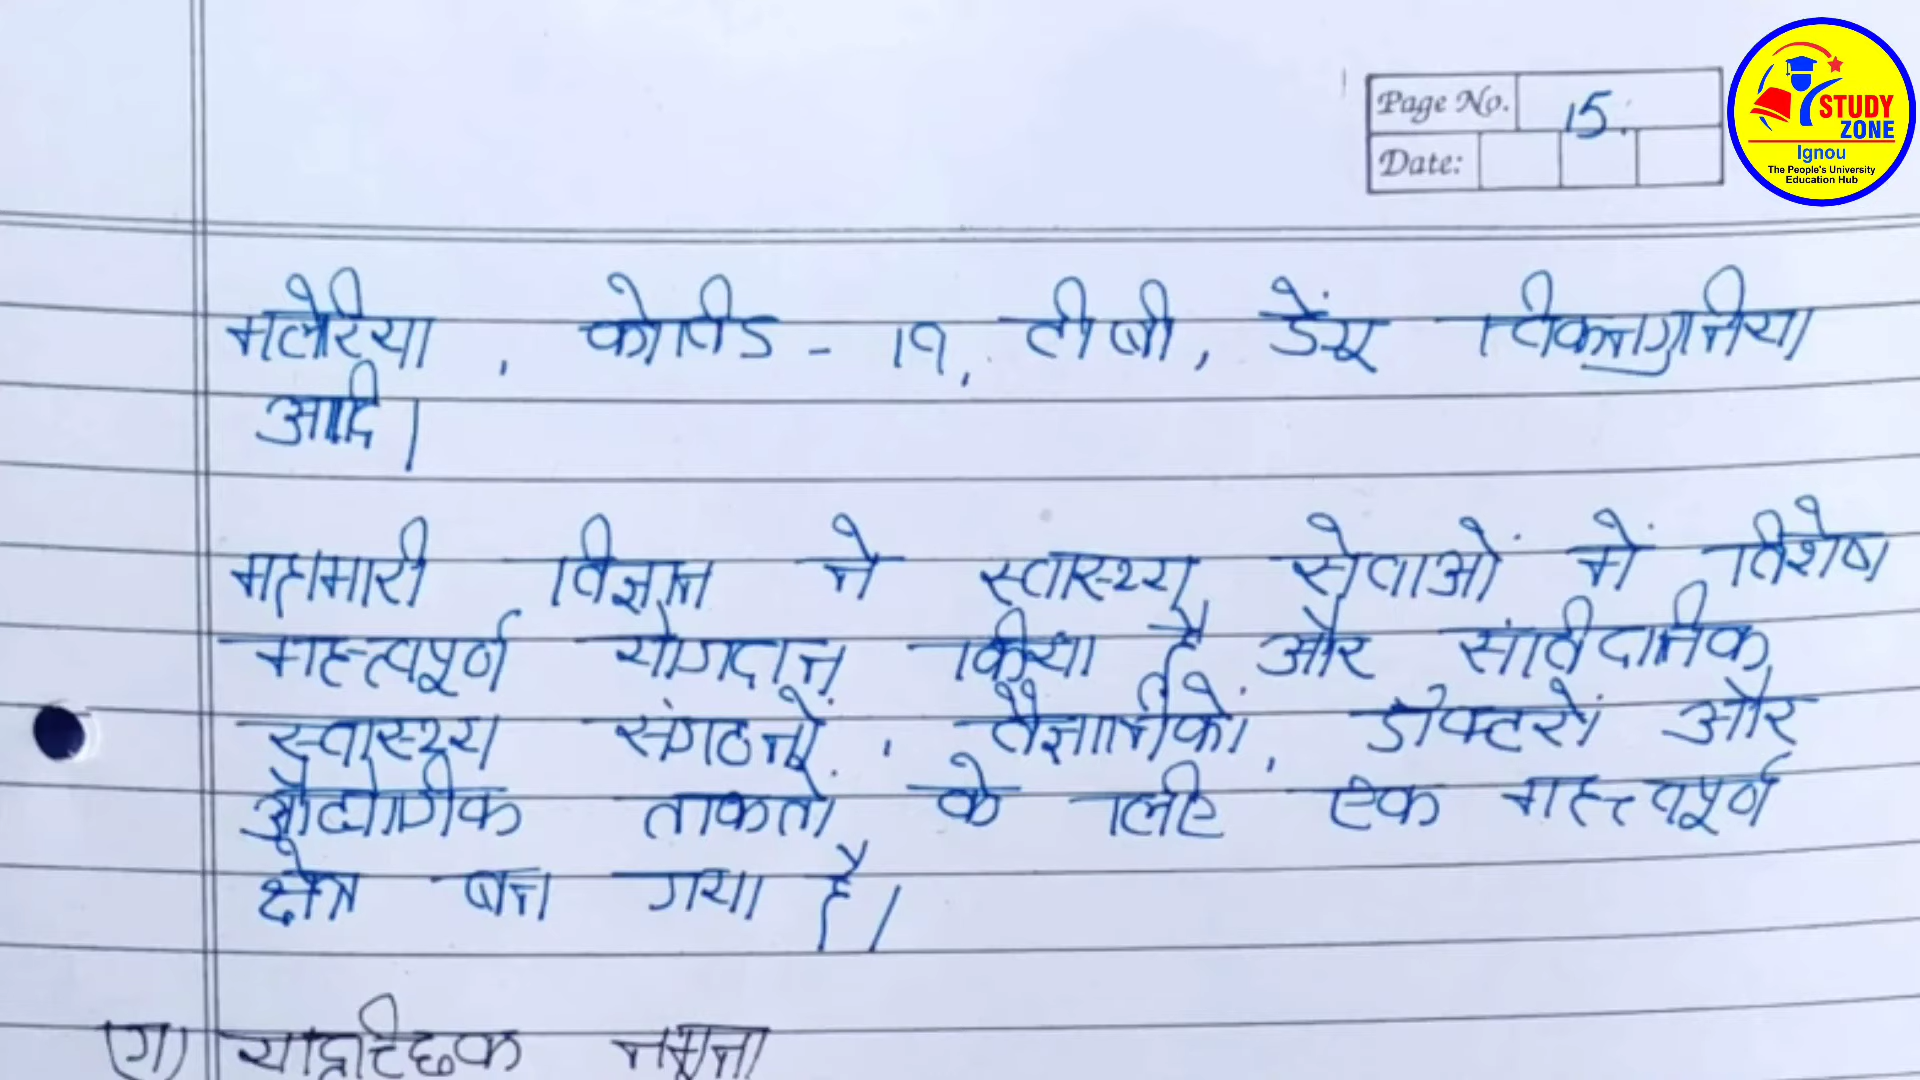 Page No. 15.
Date:
STUDY
ZONE
Ignou
The People's University
Education Hub
मलेरिया, कोविड - 19, टीबी, डेंगू चिकनगुनिया
आदि।
महामारी विज्ञान ने स्वास्थ्य सेवाओं में विशेष
महत्त्वपूर्ण योगदान किया है और सांविदानिक
स्वास्थ्य संगठनों, वैज्ञानिकों, डॉक्टरों और
औद्योगिक ताकतों के लिए एक महत्त्वपूर्ण
क्षेत्र बन गया है।
ग) यादृच्छिक नमूना